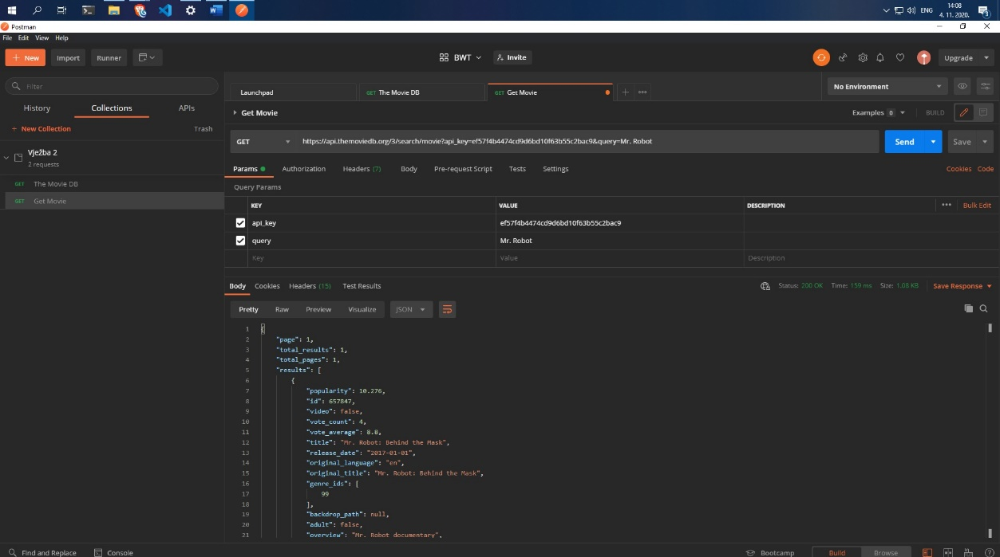 ENG
14:08
4. 11. 2020.
3
Postman
File Edit View Help
New Import Runner
BWT
Invite
Upgrade
Filter
History Collections APIs
New Collection
Trash
Vježba 2
2 requests
GET The Movie DB
GET Get Movie
Launchpad
GET The Movie DB
GET Get Movie
No Environment
Get Movie
Examples 0
BUILD
GET
https://api.themoviedb.org/3/search/movie?api_key=ef57f4b4474cd9d6bd10f63b55c2bac9&query=Mr. Robot
Send
Save
Params Authorization Headers (7) Body Pre-request Script Tests Settings
Cookies Code
Query Params
KEY VALUE DESCRIPTION
Bulk Edit
api_key ef57f4b4474cd9d6bd10f63b55c2bac9
query Mr. Robot
Key Value Description
Body Cookies Headers (15) Test Results
Status: 200 OK Time: 159 ms Size: 1.08 KB
Save Response
Pretty Raw Preview Visualize
JSON
1 {
2 "page": 1,
3 "total_results": 1,
4 "total_pages": 1,
5 "results": [
6 {
7 "popularity": 10.276,
8 "id": 657847,
9 "video": false,
10 "vote_count": 4,
11 "vote_average": 8.8,
12 "title": "Mr. Robot: Behind the Mask",
13 "release_date": "2017-01-01",
14 "original_language": "en",
15 "original_title": "Mr. Robot: Behind the Mask",
16 "genre_ids": [
17 99
18 ],
19 "backdrop_path": null,
20 "adult": false,
21 "overview": "Mr. Robot documentary",
Find and Replace
Console
Bootcamp
Build
Browse